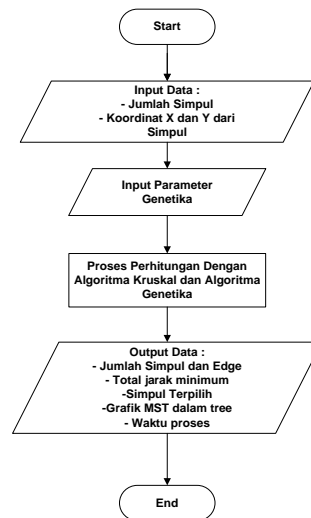 Start
Input Data :
- Jumlah Simpul
- Koordinat X dan Y dari
Simpul
Input Parameter
Genetika
Proses Perhitungan Dengan
Algoritma Kruskal dan Algoritma
Genetika
Output Data :
- Jumlah Simpul dan Edge
- Total jarak minimum
-Simpul Terpilih
-Grafik MST dalam tree
- Waktu proses
End